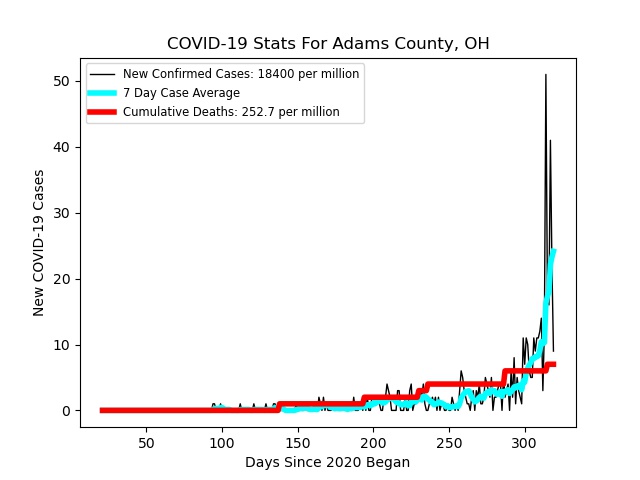 COVID-19 Stats For Adams County, OH
New Confirmed Cases: 18400 per million
7 Day Case Average
Cumulative Deaths: 252.7 per million
New COVID-19 Cases
50
40
30
20
10
0
50 100 150 200 250 300
Days Since 2020 Began